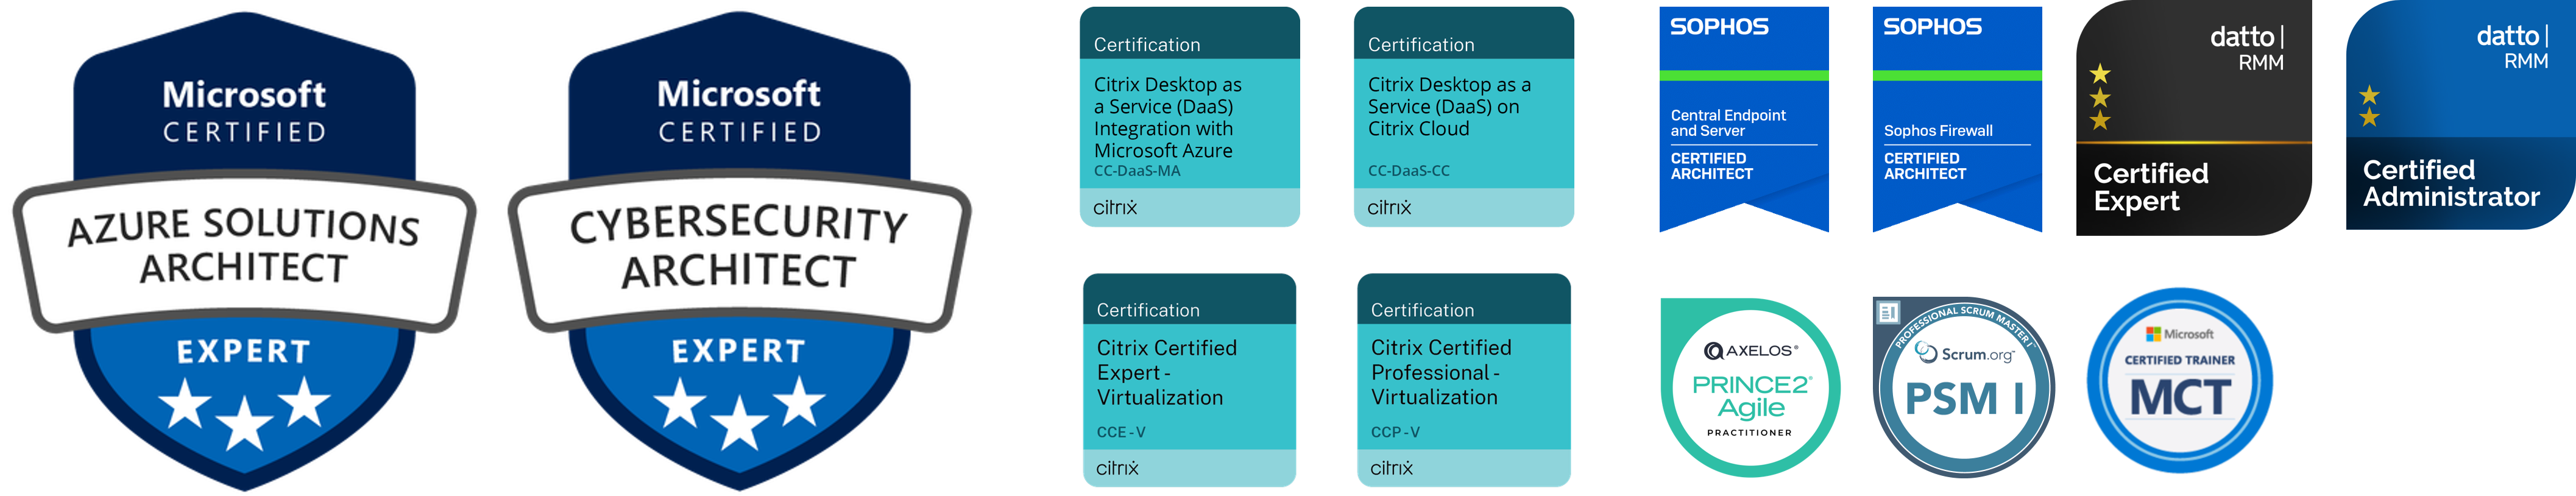 Microsoft
CERTIFIED
AZURE SOLUTIONS
ARCHITECT
EXPERT
Microsoft
CERTIFIED
CYBERSECURITY
ARCHITECT
EXPERT
Certification
Citrix Desktop as
a Service (DaaS)
Integration with
Microsoft Azure
CC-DaaS-MA
citrix
Certification
Citrix Desktop as a
Service (DaaS) on
Citrix Cloud
CC-DaaS-CC
citrix
SOPHOS
Central Endpoint
and Server
CERTIFIED
ARCHITECT
SOPHOS
Sophos Firewall
CERTIFIED
ARCHITECT
datto|
RMM
Certified
Expert
datto|
RMM
Certified
Administrator
Certification
Citrix Certified
Expert -
Virtualization
CCE - V
citrix
Certification
Citrix Certified
Professional -
Virtualization
CCP - V
citrix
AXELOS®
PRINCE2®
Agile
PRACTITIONER
PROFESSIONAL SCRUM MASTER I™
Scrum.org™
PSM I
Microsoft
CERTIFIED TRAINER
MCT